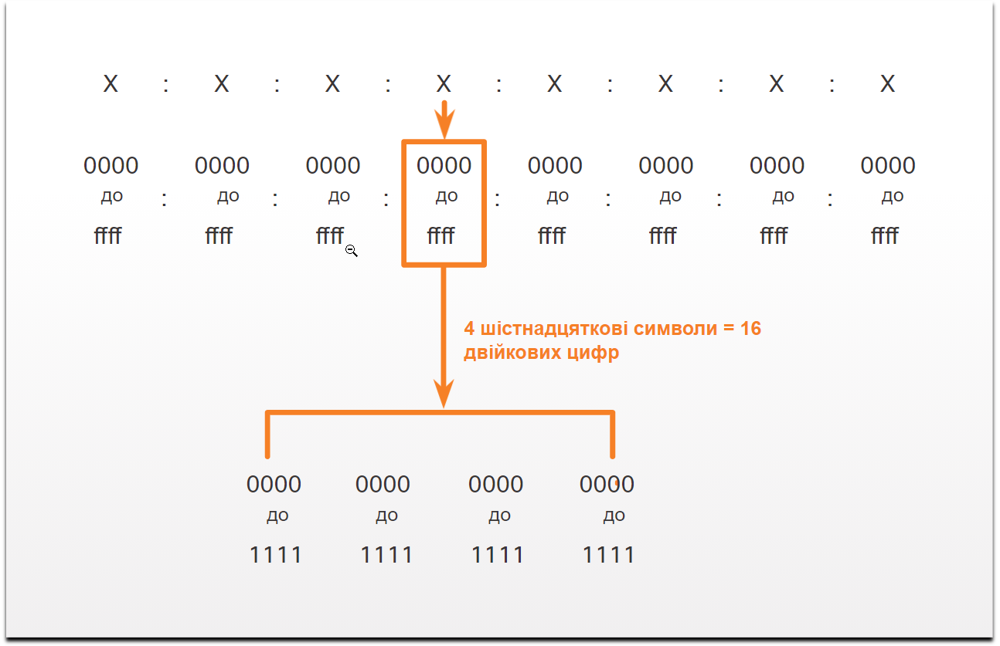 X : X : X : X : X : X : X : X
0000 0000 0000 0000 0000 0000 0000 0000
до : до : до : до : до : до : до : до
ffff ffff ffff ffff ffff ffff ffff ffff
4 шістнадцяткові символи = 16
двійкових цифр
0000 0000 0000 0000
до до до до
1111 1111 1111 1111